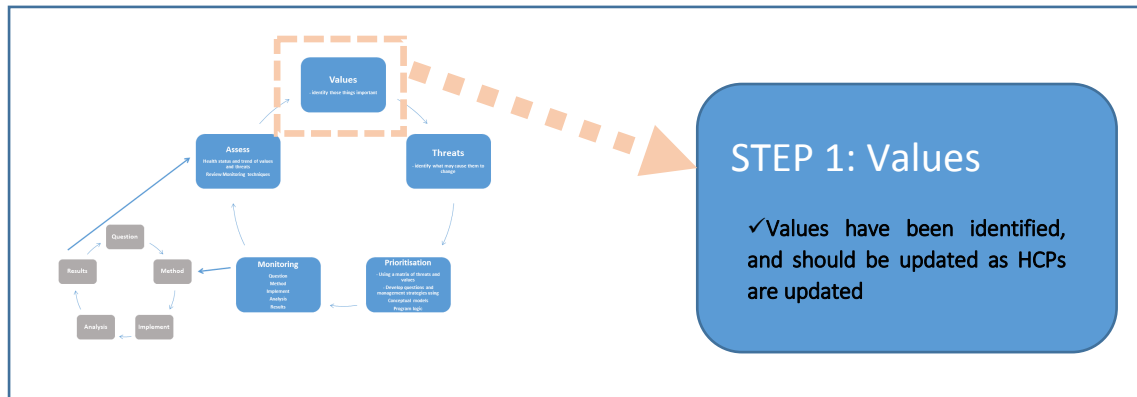 Values
- identify those things important
Threats
- Identify what may cause them to
change
Prioritisation
- Using a matrix of threats and
values
- Develop questions and
management strategies using
Conceptual models
Program logic
Monitoring
Question
Method
Implement
Analysis
Results
Assess
Health status and trend of values
and threats
Review Monitoring techniques
Question
Method
Implement
Analysis
Results
STEP 1: Values
✓Values have been identified,
and should be updated as HCPs
are updated